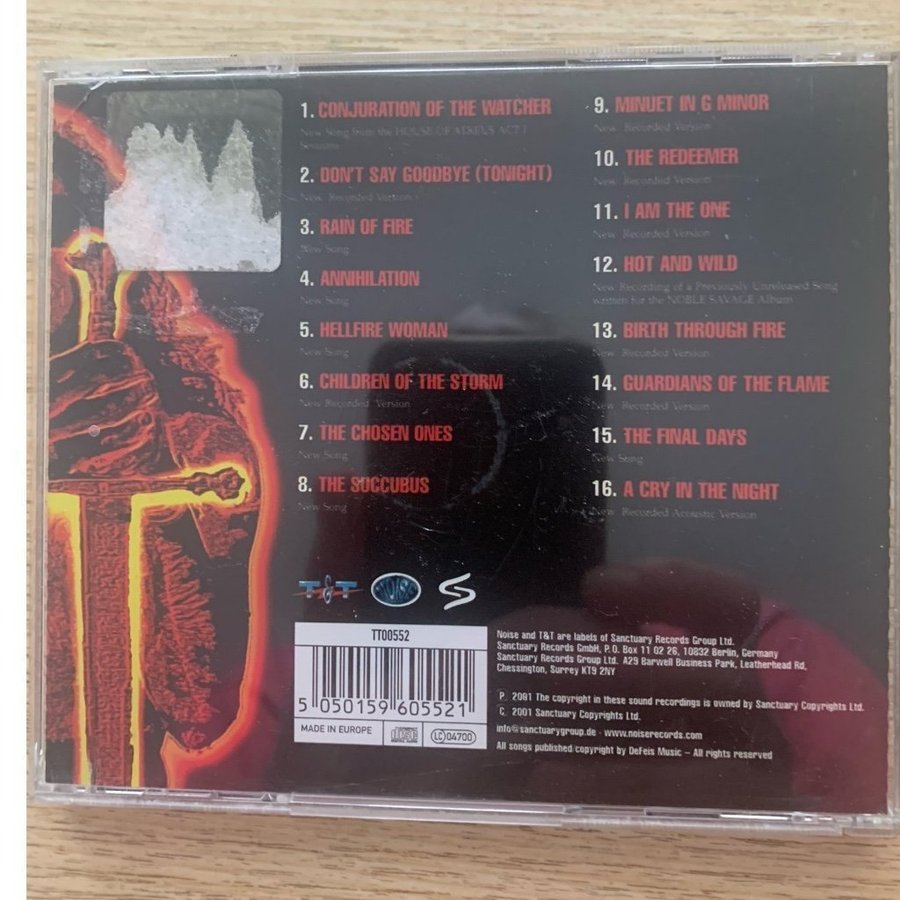 1. CONJURATION OF THE WATCHER
New Song from the HOUSE OF ATREUS ACT I
Sessions
2. DON'T SAY GOODBYE (TONIGHT)
New Recorded Version
3. RAIN OF FIRE
New Song
4. ANNIHILATION
New Song
5. HELLFIRE WOMAN
New Song
6. CHILDREN OF THE STORM
New Recorded Version
7. THE CHOSEN ONES
New Song
8. THE SUCCUBUS
New Song
9. MINUET IN G MINOR
New Recorded Version
10. THE REDEEMER
New Recorded Version
11. I AM THE ONE
New Recorded Version
12. HOT AND WILD
New Recording of a Previously Unreleased Song
written for the NOBLE SAVAGE Album
13. BIRTH THROUGH FIRE
New Recorded Version
14. GUARDIANS OF THE FLAME
New Recorded Version
15. THE FINAL DAYS
New Song
16. A CRY IN THE NIGHT
New Recorded Acoustic Version
T&T
NOISE
TT00552
5 050159 605521
MADE IN EUROPE
COMPACT disc DIGITAL AUDIO
LC 04700
Noise and T&T are labels of Sanctuary Records Group Ltd.
Sanctuary Records GmbH, P.O. Box 11 02 26, 10832 Berlin, Germany
Sanctuary Records Group Ltd. A29 Barwell Business Park, Leatherhead Rd,
Chessington, Surrey KT9 2NY
P. 2001 The copyright in these sound recordings is owned by Sanctuary Copyrights Ltd.
C. 2001 Sanctuary Copyrights Ltd.
info@sanctuarygroup.de · www.noiserecords.com
All songs published/copyright by DeFeis Music – All rights reserved